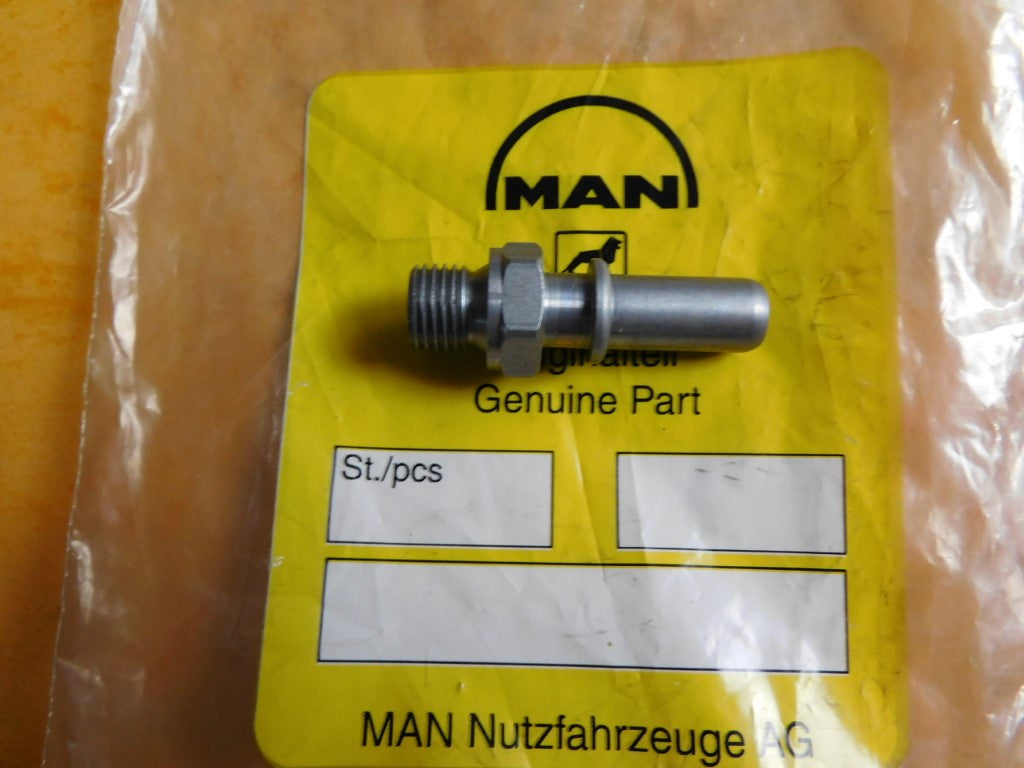 MAN
Genuine Part
St./pcs
MAN Nutzfahrzeuge AG